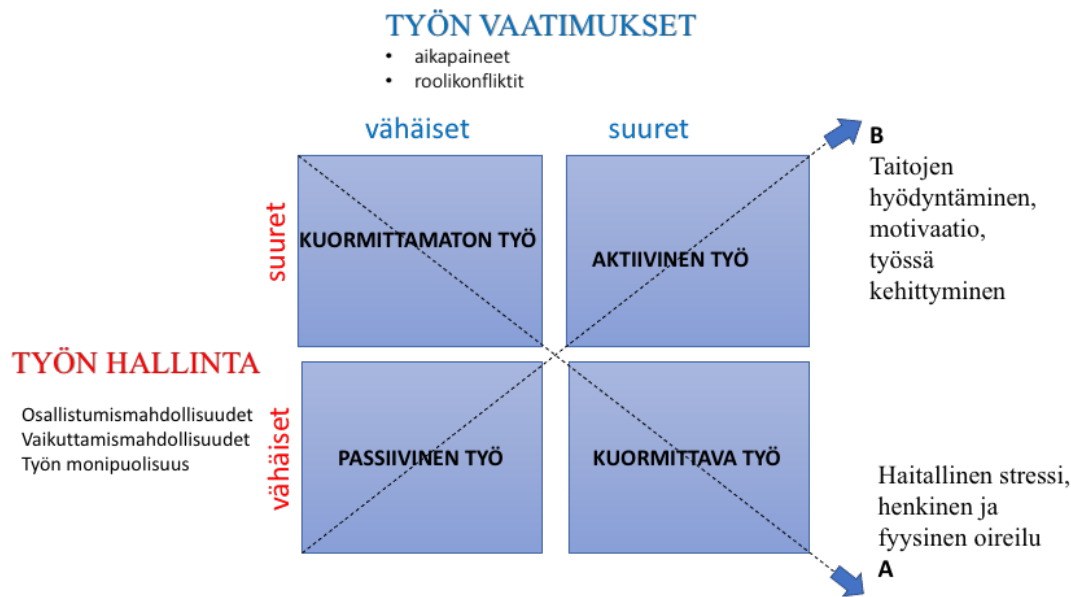 TYÖN VAATIMUKSET
• aikapaineet
• roolikonfliktit
vähäiset
suuret
B
Taitojen
hyödyntäminen,
motivaatio,
työssä
kehittyminen
suuret
KUORMITTAMATON TYÖ
AKTIIVINEN TYÖ
TYÖN HALLINTA
Osallistumismahdollisuudet
Vaikuttamismahdollisuudet
Työn monipuolisuus
vähäiset
PASSIIVINEN TYÖ
KUORMITTAVA TYÖ
Haitallinen stressi,
henkinen ja
fyysinen oireilu
A